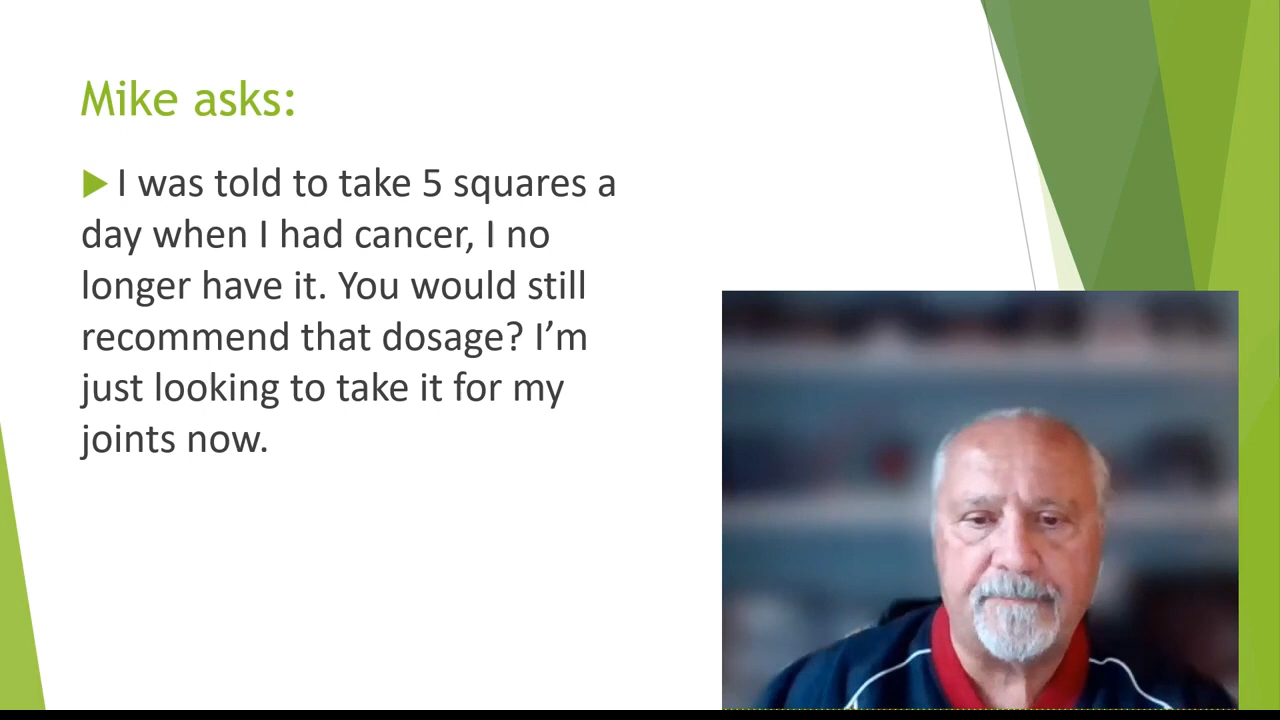 Mike asks:
I was told to take 5 squares a
day when I had cancer, I no
longer have it. You would still
recommend that dosage? I’m
just looking to take it for my
joints now.